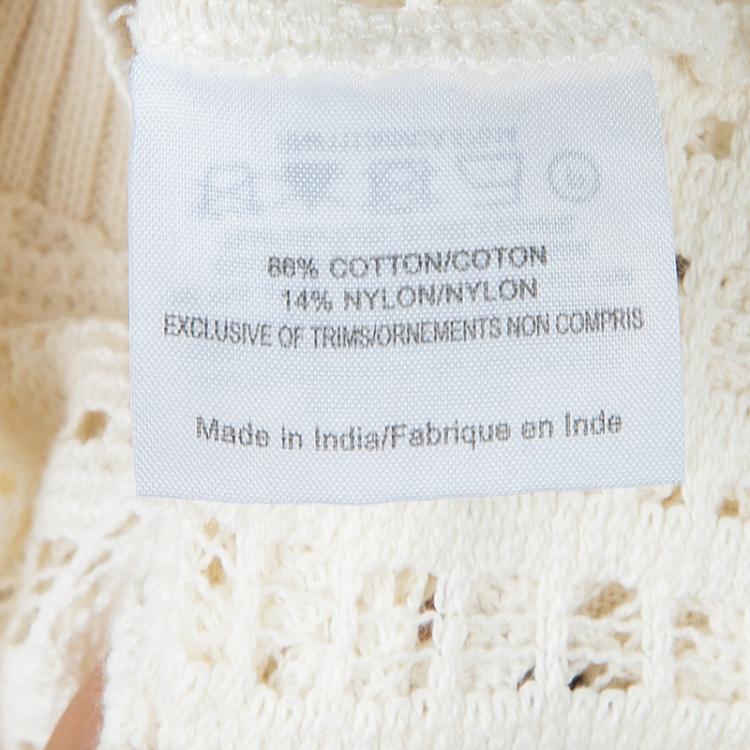 86% COTTON/COTON
14% NYLON/NYLON
EXCLUSIVE OF TRIMS/ORNEMENTS NON COMPRIS
Made in India/Fabrique en Inde